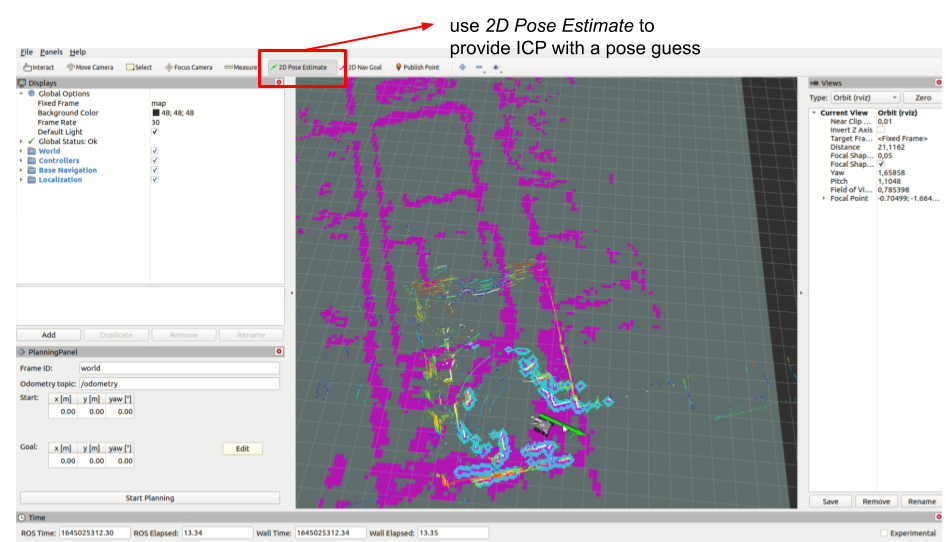 use 2D Pose Estimate to
provide ICP with a pose guess
File Panels Help
Interact Move Camera Select Focus Camera Measure 2D Pose Estimate 2D Nav Goal Publish Point
Displays
Global Options
Fixed Frame map
Background Color 48; 48; 48
Frame Rate 30
Default Light
Global Status: Ok
World
Controllers
Base Navigation
Localization
Add Duplicate Remove Rename
PlanningPanel
Frame ID: world
Odometry topic: /odometry
Start: x [m] y [m] yaw [°]
0.00 0.00 0.00
Goal: x [m] y [m] yaw [°] Edit
0.00 0.00 0.00
Start Planning
Views
Type: Orbit (rviz) Zero
Current View Orbit (rviz)
Near Clip ... 0,01
Invert Z Axis
Target Fra... <Fixed Frame>
Distance 21,1162
Focal Shap... 0,05
Focal Shap...
Yaw 1,65858
Pitch 1,1048
Field of Vi... 0,785398
Focal Point -0.70499; -1.664...
Save Remove Rename
Time
ROS Time: 1645025312.30 ROS Elapsed: 13.34 Wall Time: 1645025312.34 Wall Elapsed: 13.35 Experimental